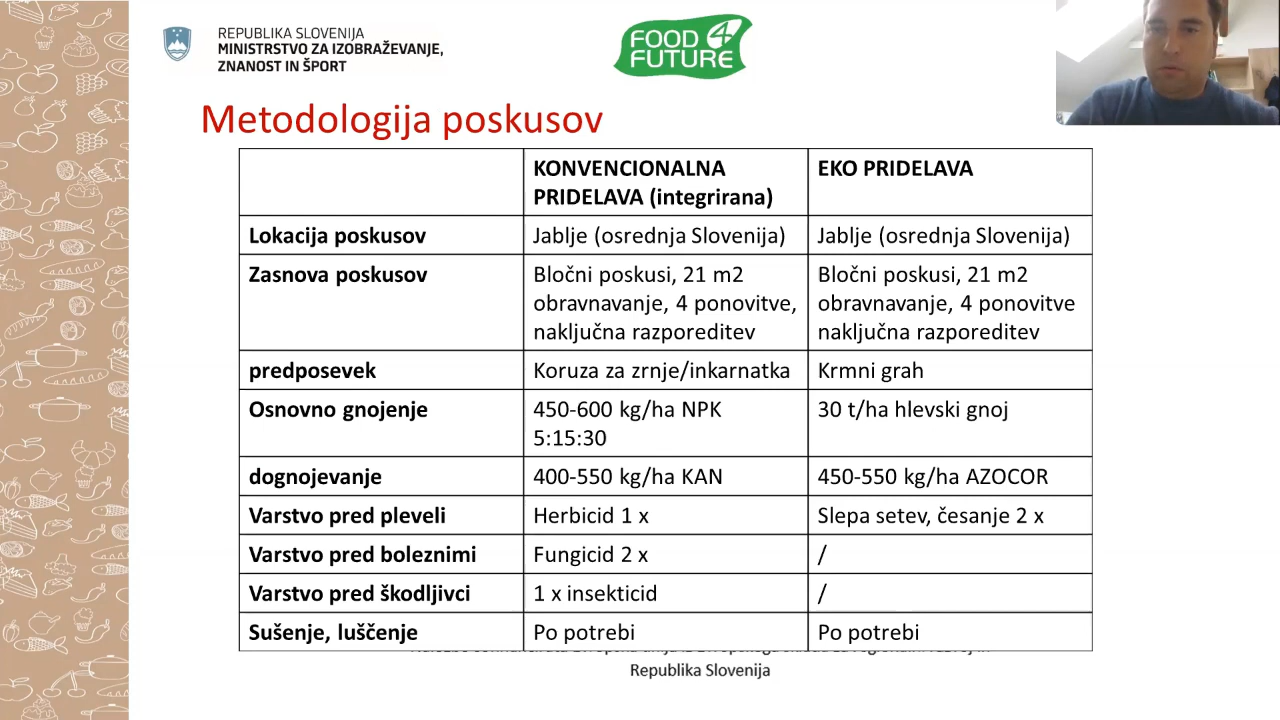 REPUBLIKA SLOVENIJA
MINISTRSTVO ZA IZOBRAŽEVANJE,
ZNANOST IN ŠPORT
FOOD 4
FUTURE
Metodologija poskusov
KONVENCIONALNA
PRIDELAVA (integrirana)
EKO PRIDELAVA
Lokacija poskusov
Jablje (osrednja Slovenija)
Jablje (osrednja Slovenija)
Zasnova poskusov
Bločni poskusi, 21 m2
obravnavanje, 4 ponovitve,
naključna razporeditev
Bločni poskusi, 21 m2
obravnavanje, 4 ponovitve
naključna razporeditev
predposevek
Koruza za zrnje/inkarnatka
Krmni grah
Osnovno gnojenje
450-600 kg/ha NPK
5:15:30
30 t/ha hlevski gnoj
dognojevanje
400-550 kg/ha KAN
450-550 kg/ha AZOCOR
Varstvo pred pleveli
Herbicid 1 x
Slepa setev, česanje 2 x
Varstvo pred boleznimi
Fungicid 2 x
/
Varstvo pred škodljivci
1 x insekticid
/
Sušenje, luščenje
Po potrebi
Po potrebi
Republika Slovenija